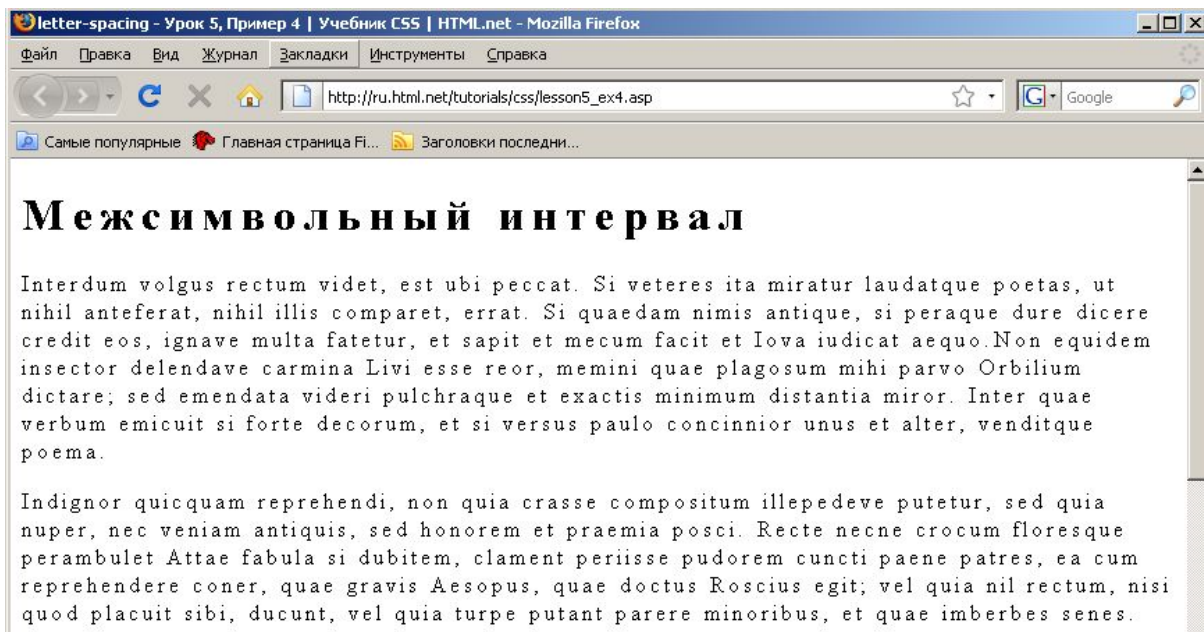 letter-spacing - Урок 5, Пример 4 | Учебник CSS | HTML.net - Mozilla Firefox
Файл Правка Вид Журнал Закладки Инструменты Справка
http://ru.html.net/tutorials/css/lesson5_ex4.asp G Google
Самые популярные Главная страница Fi... Заголовки последни...
Межсимвольный интервал
Interdum volgus rectum videt, est ubi peccat. Si veteres ita miratur laudatque poetas, ut
nihil anteferat, nihil illis comparet, errat. Si quaedam nimis antique, si peraque dure dicere
credit eos, ignave multa fatetur, et sapit et mecum facit et Iova iudicat aequo.Non equidem
insector delendave carmina Livi esse reor, memini quae plagosum mihi parvo Orbilium
dictare; sed emendata videri pulchraque et exactis minimum distantia miror. Inter quae
verbum emicuit si forte decorum, et si versus paulo concinnior unus et alter, venditque
poema.
Indignor quicquam reprehendi, non quia crasse compositum illepedeve putetur, sed quia
nuper, nec veniam antiquis, sed honorem et praemia posci. Recte necne crocum floresque
perambulet Attae fabula si dubitem, clament periisse pudorem cuncti paene patres, ea cum
reprehendere coner, quae gravis Aesopus, quae doctus Roscius egit; vel quia nil rectum, nisi
quod placuit sibi, ducunt, vel quia turpe putant parere minoribus, et quae imberbes senes.